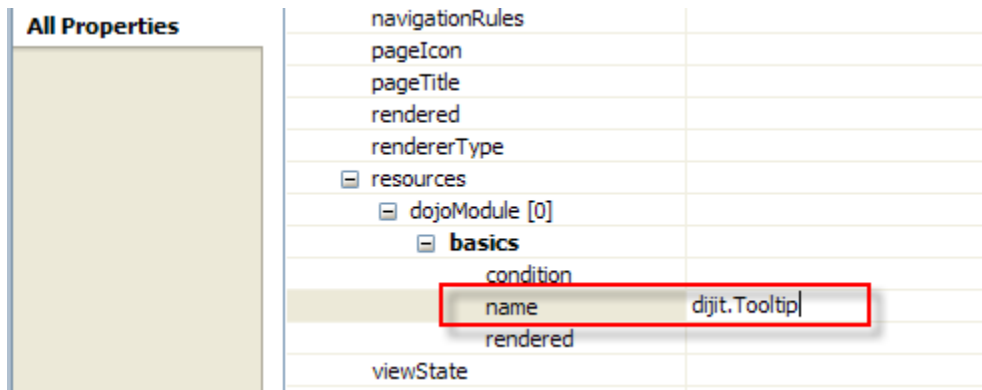 All Properties
navigationRules
pageIcon
pageTitle
rendered
rendererType
resources
dojoModule [0]
basics
condition
name dijit.Tooltip
rendered
viewState